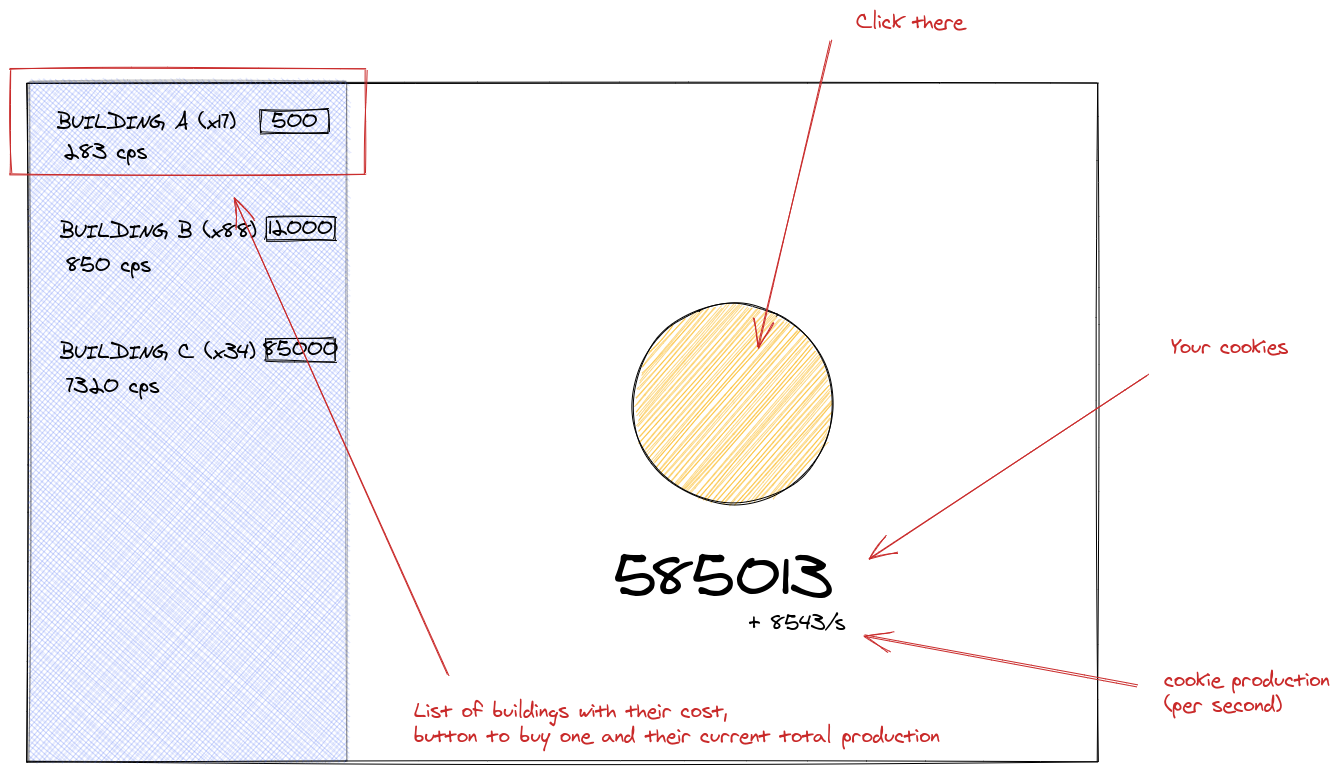 Click there
BUILDING A (x17) 500
283 cps
BUILDING B (x88) 12000
850 cps
BUILDING C (x34) 85000
7320 cps
Your cookies
585013
+ 8543/s
cookie production
(per second)
List of buildings with their cost,
button to buy one and their current total production